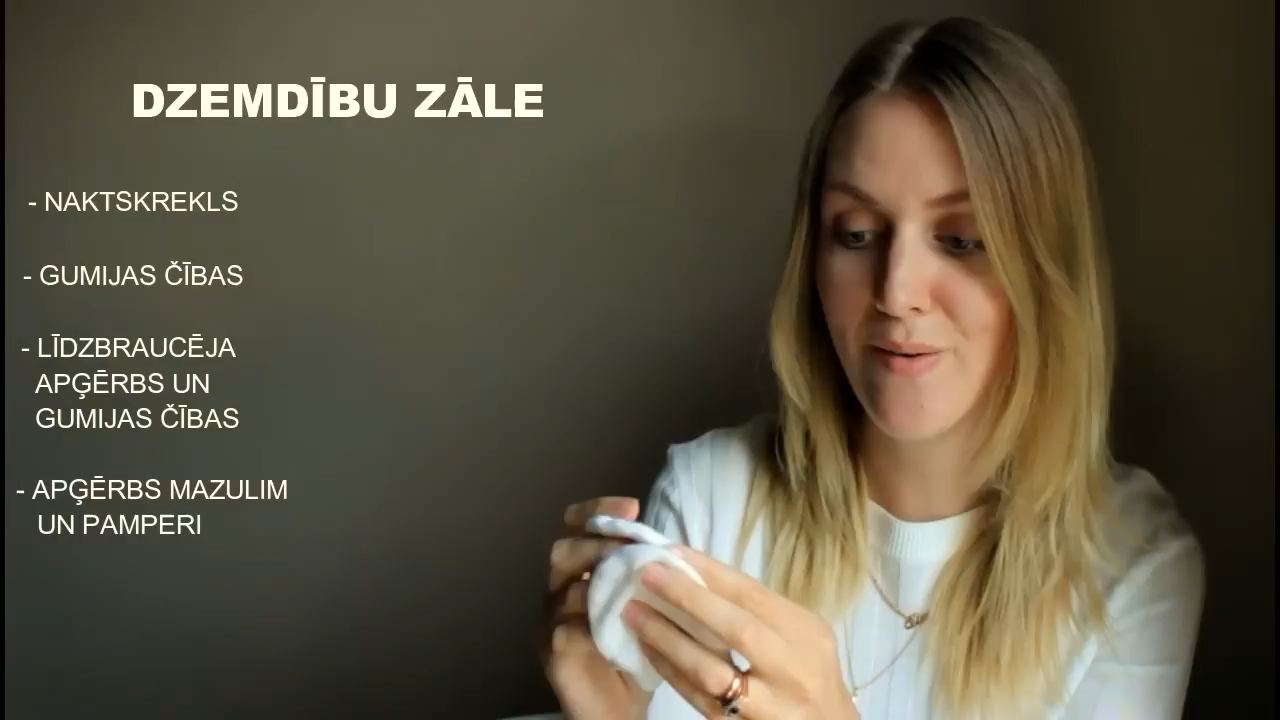 DZEMDĪBU ZĀLE
- NAKTSKREKLS
- GUMIJAS ČĪBAS
- LĪDZBRAUCĒJA
APĢĒRBS UN
GUMIJAS ČĪBAS
- APĢĒRBS MAZULIM
UN PAMPERI